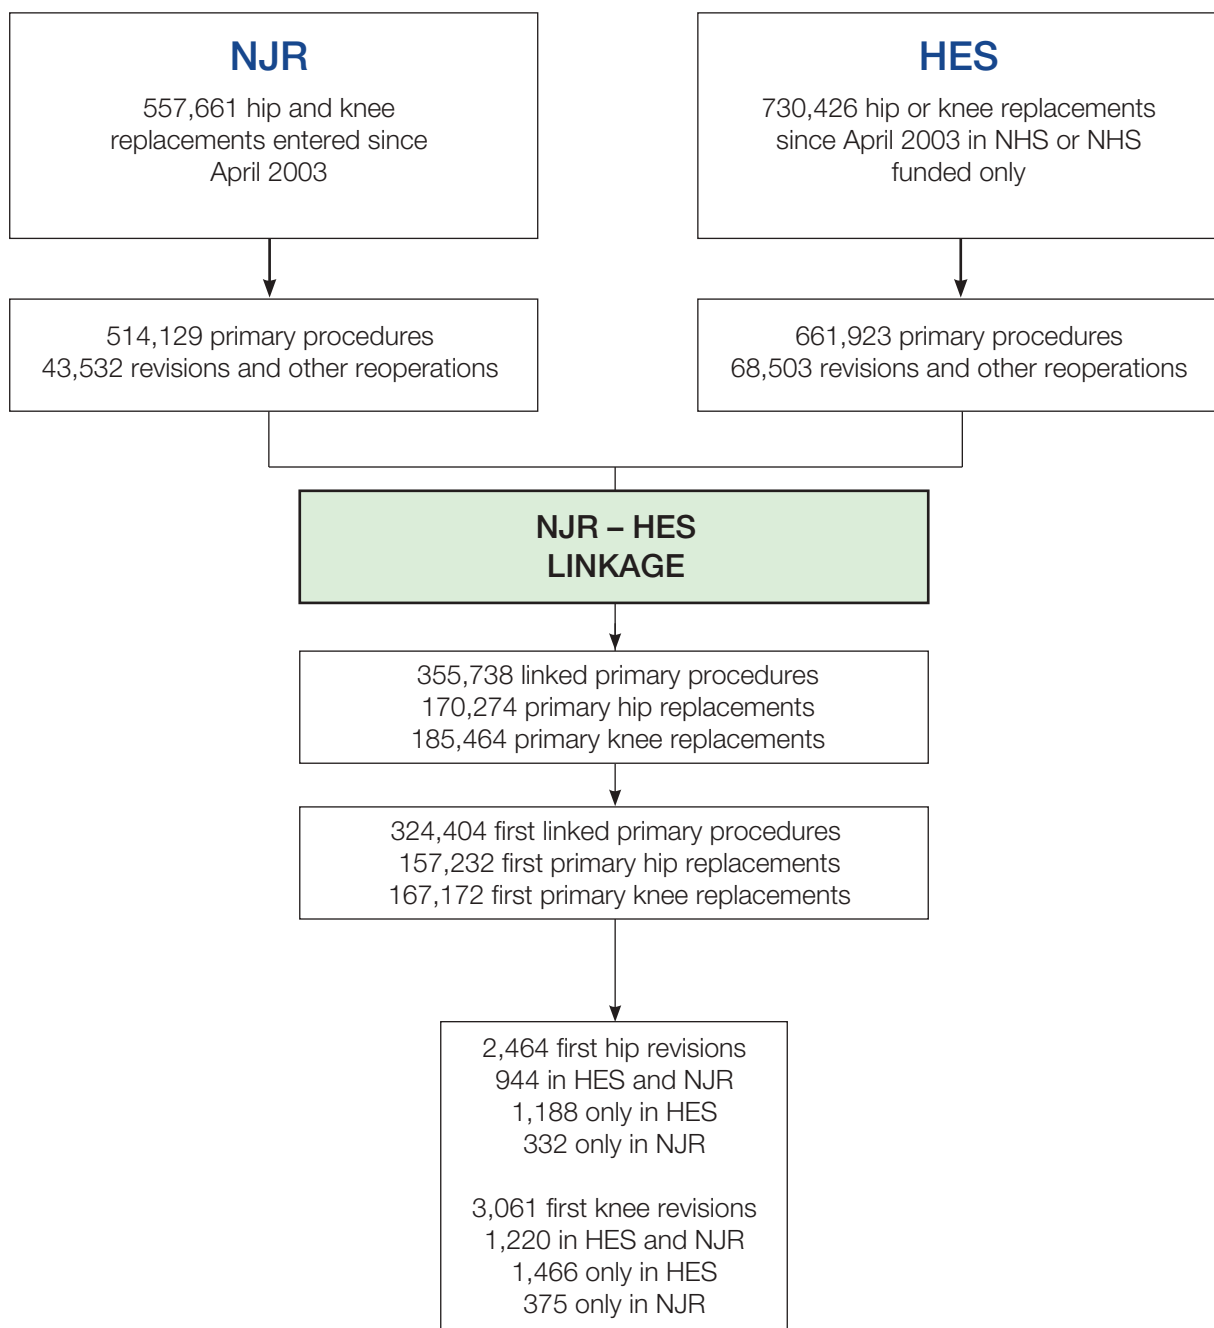 NJR
557,661 hip and knee
replacements entered since
April 2003
HES
730,426 hip or knee replacements
since April 2003 in NHS or NHS
funded only
514,129 primary procedures
43,532 revisions and other reoperations
661,923 primary procedures
68,503 revisions and other reoperations
NJR – HES
LINKAGE
355,738 linked primary procedures
170,274 primary hip replacements
185,464 primary knee replacements
324,404 first linked primary procedures
157,232 first primary hip replacements
167,172 first primary knee replacements
2,464 first hip revisions
944 in HES and NJR
1,188 only in HES
332 only in NJR
3,061 first knee revisions
1,220 in HES and NJR
1,466 only in HES
375 only in NJR